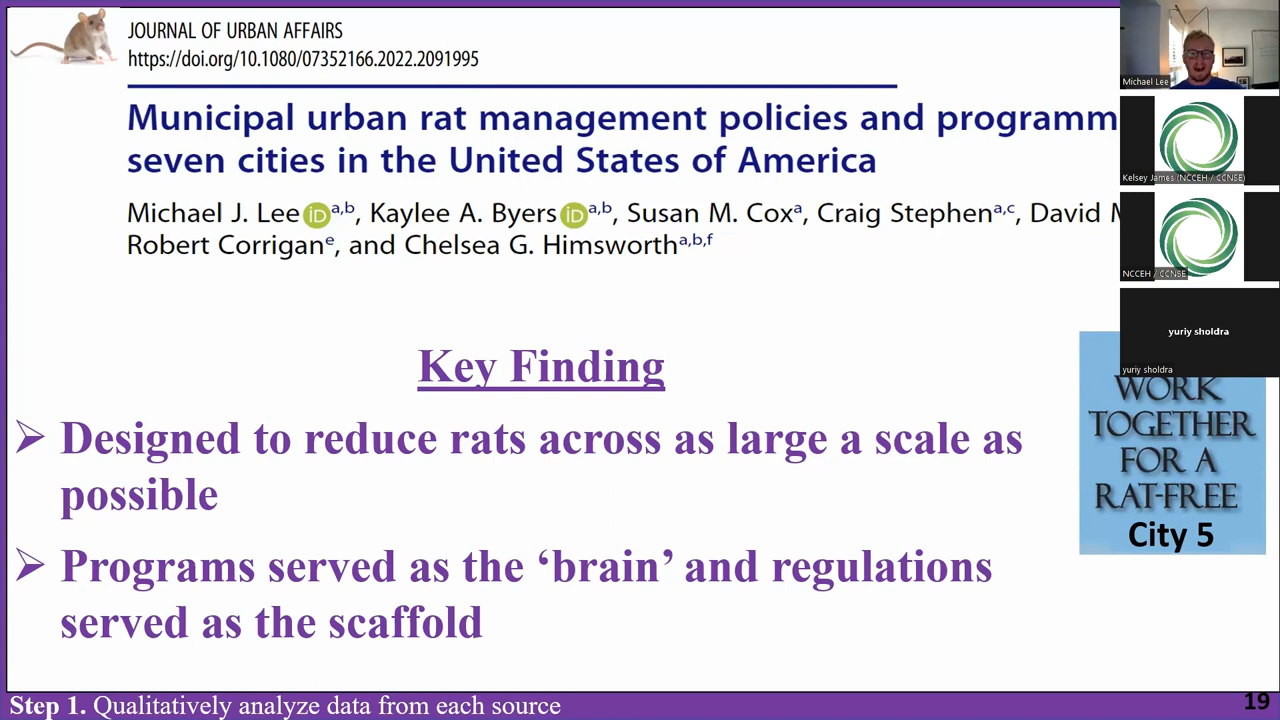 JOURNAL OF URBAN AFFAIRS
https://doi.org/10.1080/07352166.2022.2091995
Municipal urban rat management policies and programm
seven cities in the United States of America
Michael J. Lee iD a,b, Kaylee A. Byers iD a,b, Susan M. Cox a, Craig Stephen a,c, David M
Robert Corrigan e, and Chelsea G. Himsworth a,b,f
Key Finding
➢ Designed to reduce rats across as large a scale as
possible
➢ Programs served as the ‘brain’ and regulations
served as the scaffold
WORK
TOGETHER
FOR A
RAT-FREE
City 5
Step 1. Qualitatively analyze data from each source
19
Michael Lee
Kelsey James (NCCEH / CCNSE)
NCCEH / CCNSE
yuriy sholdra
yuriy sholdra